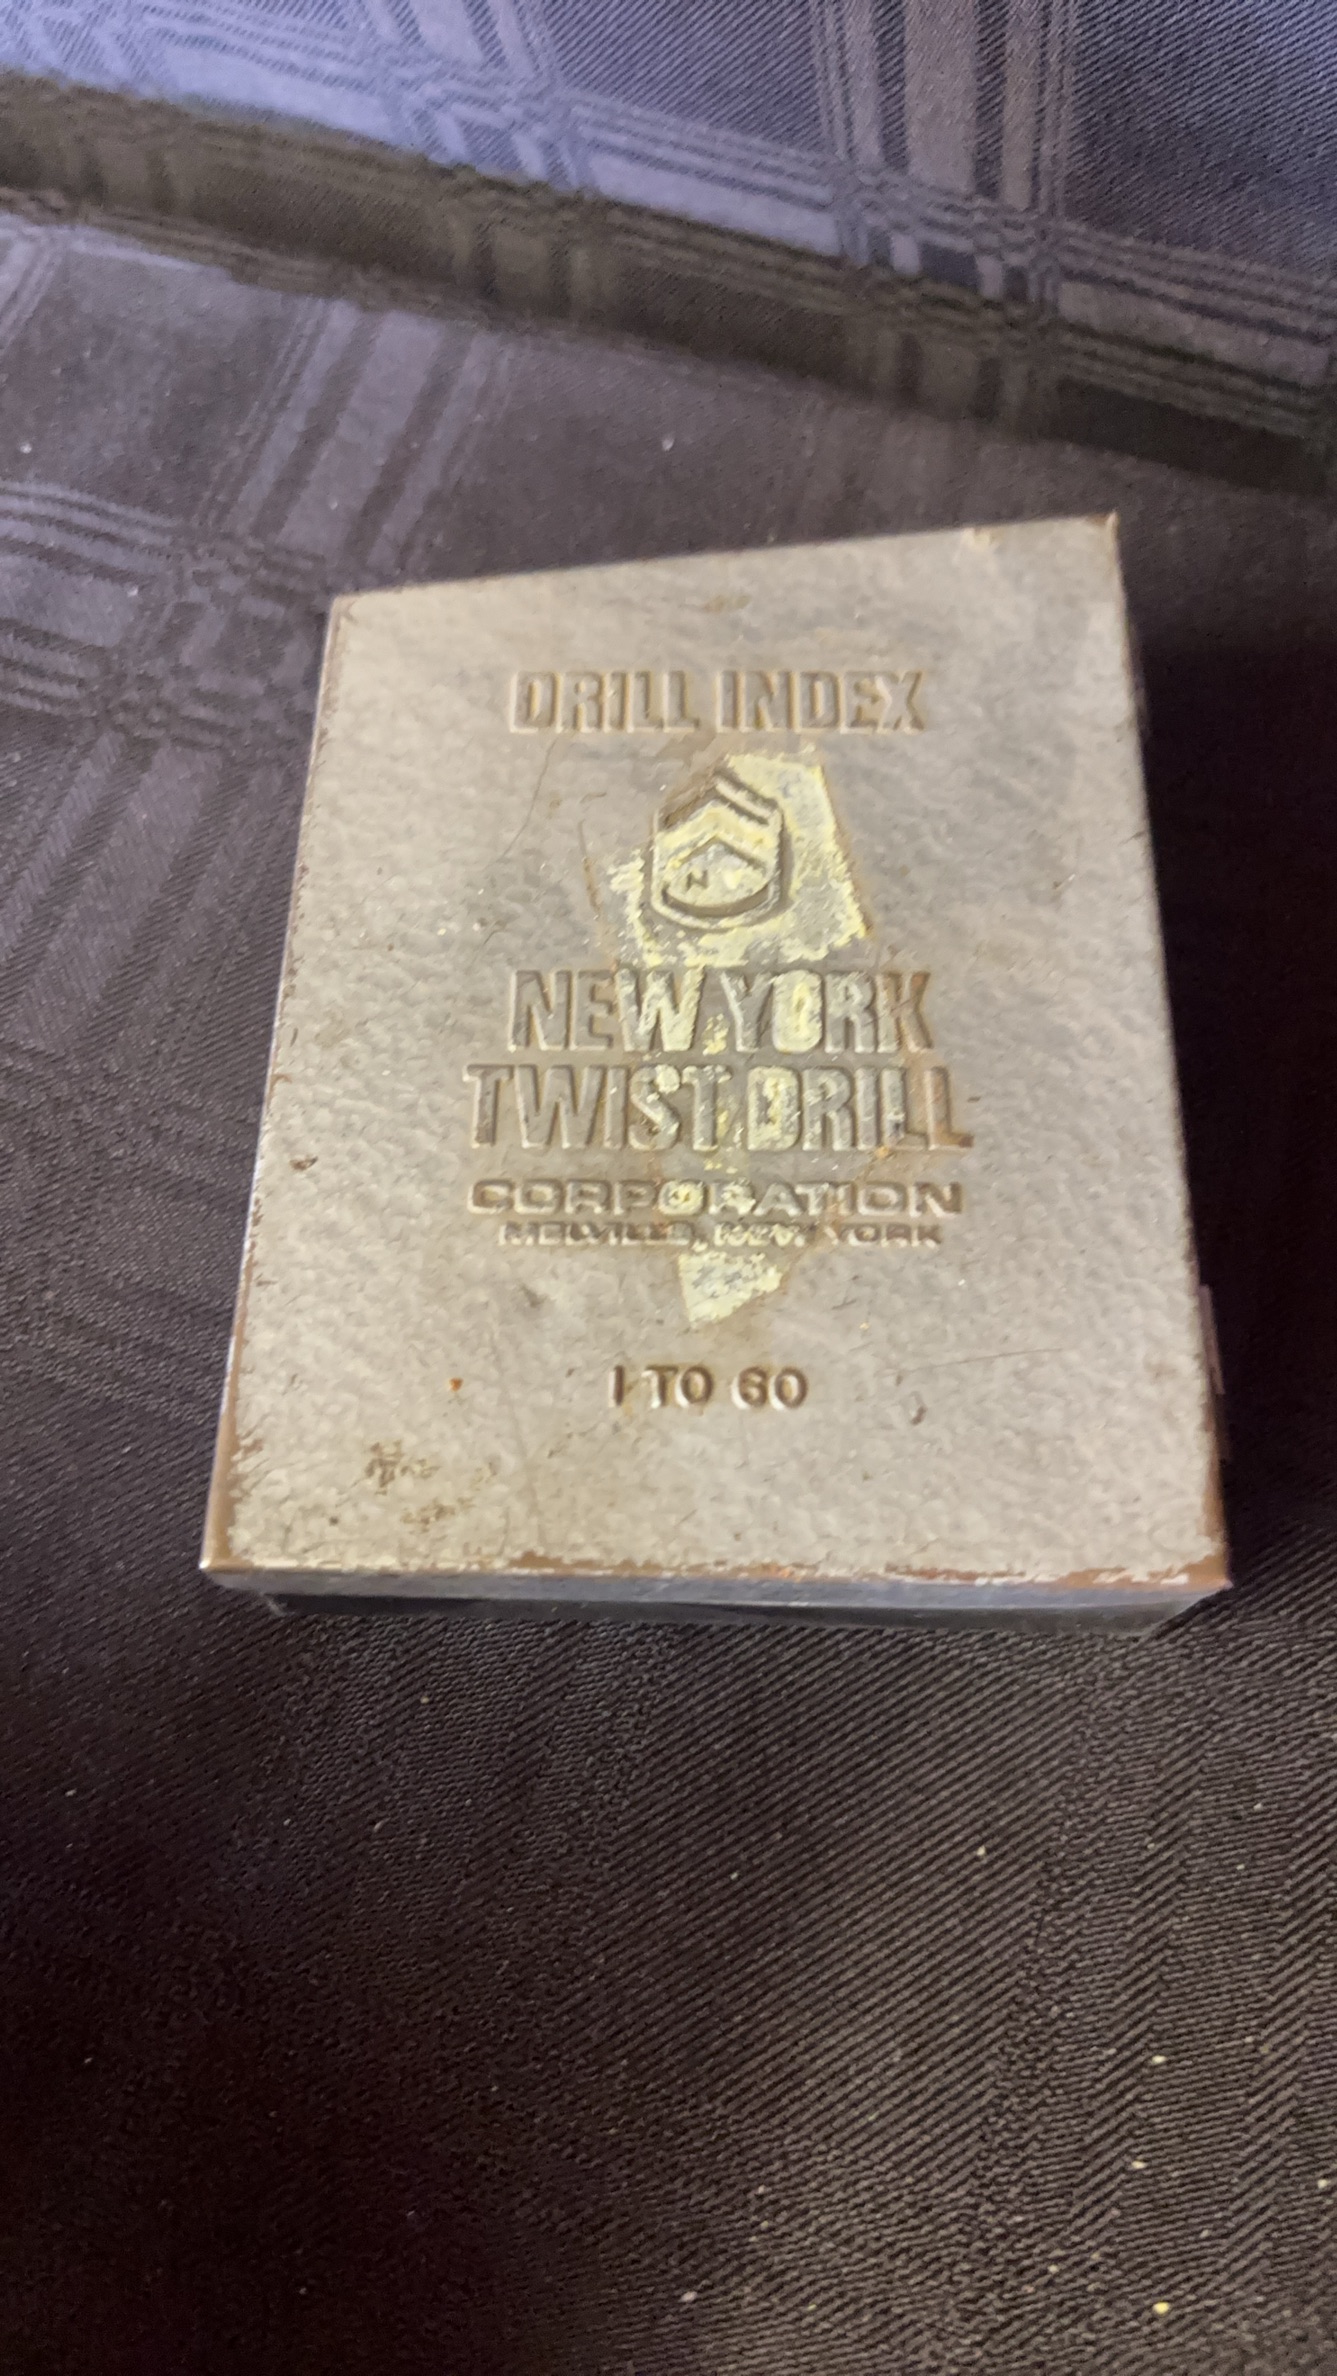 DRILL INDEX
N
NEW YORK
TWIST DRILL
CORPORATION
MELVILLE, NEW YORK
1 TO 60